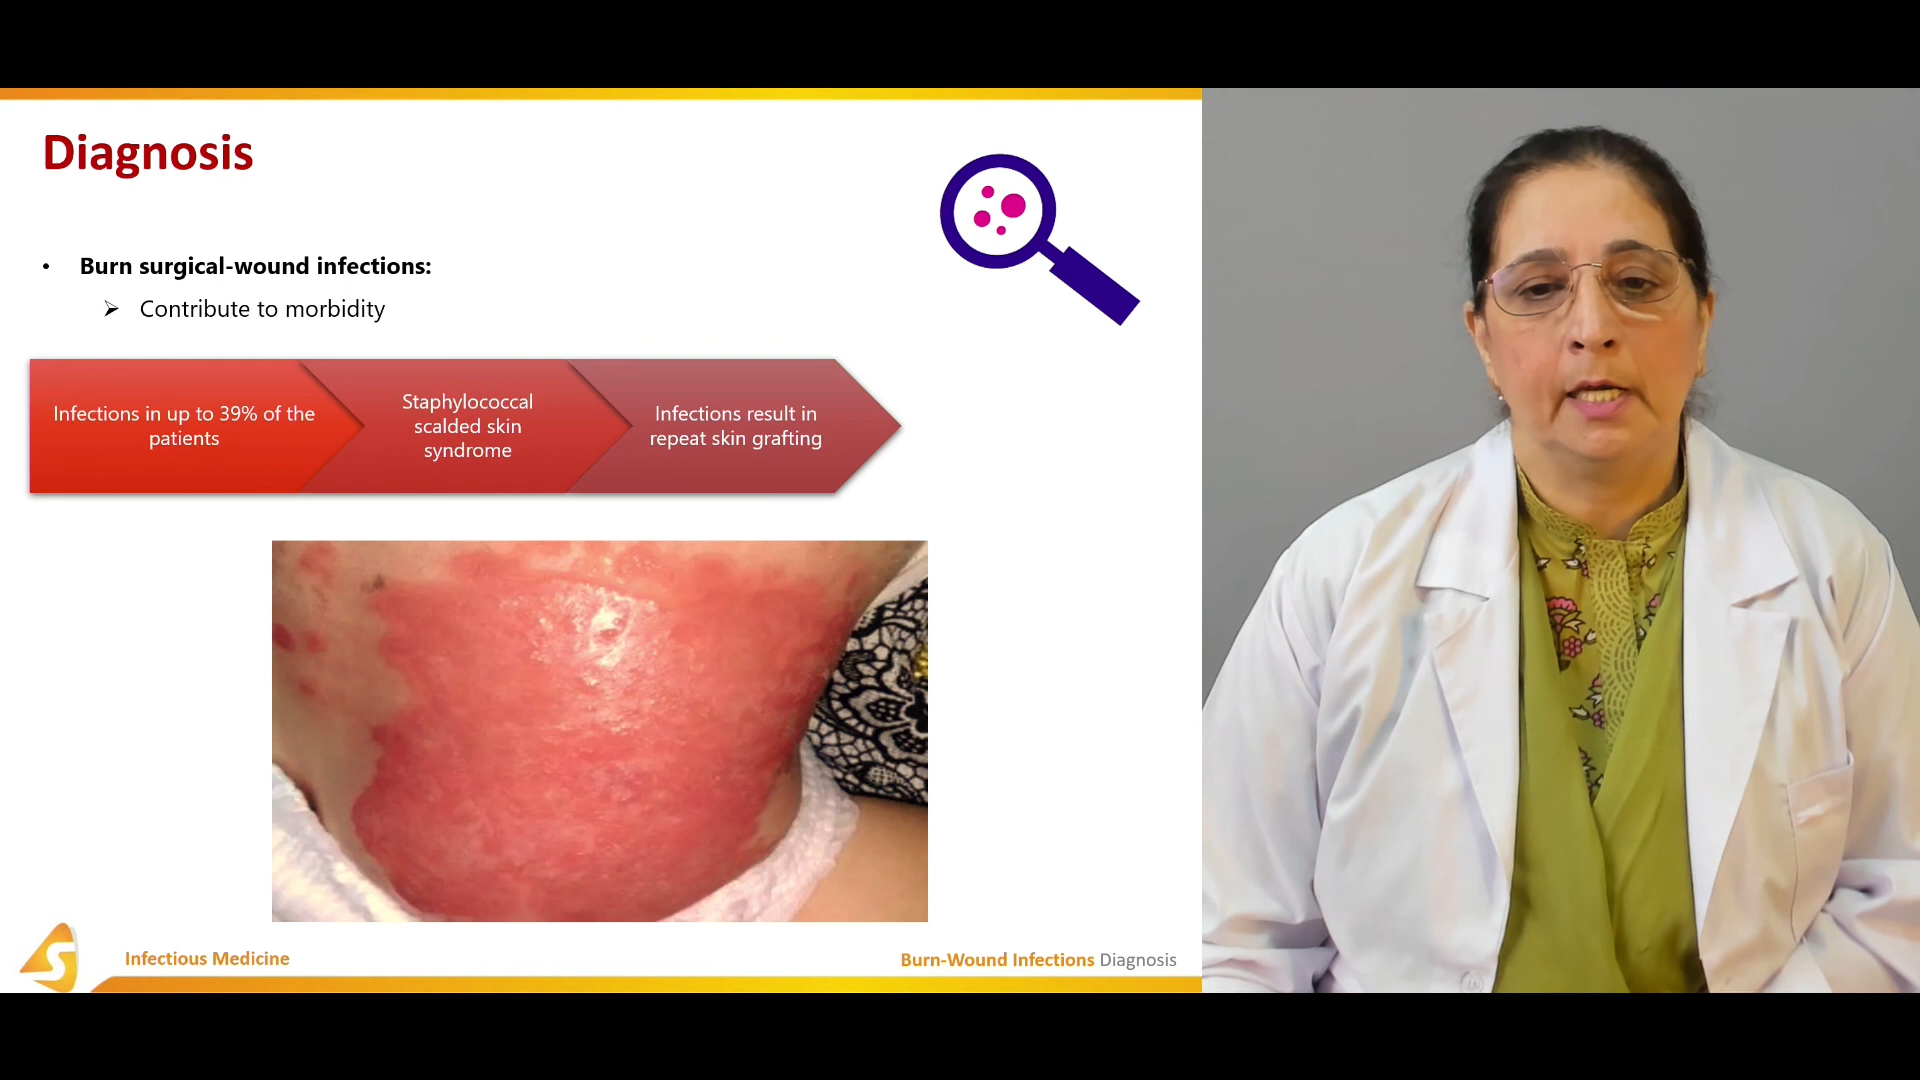 Diagnosis
• Burn surgical-wound infections:
➢ Contribute to morbidity
Infections in up to 39% of the
patients
Staphylococcal
scalded skin
syndrome
Infections result in
repeat skin grafting
Infectious Medicine
Burn-Wound Infections Diagnosis